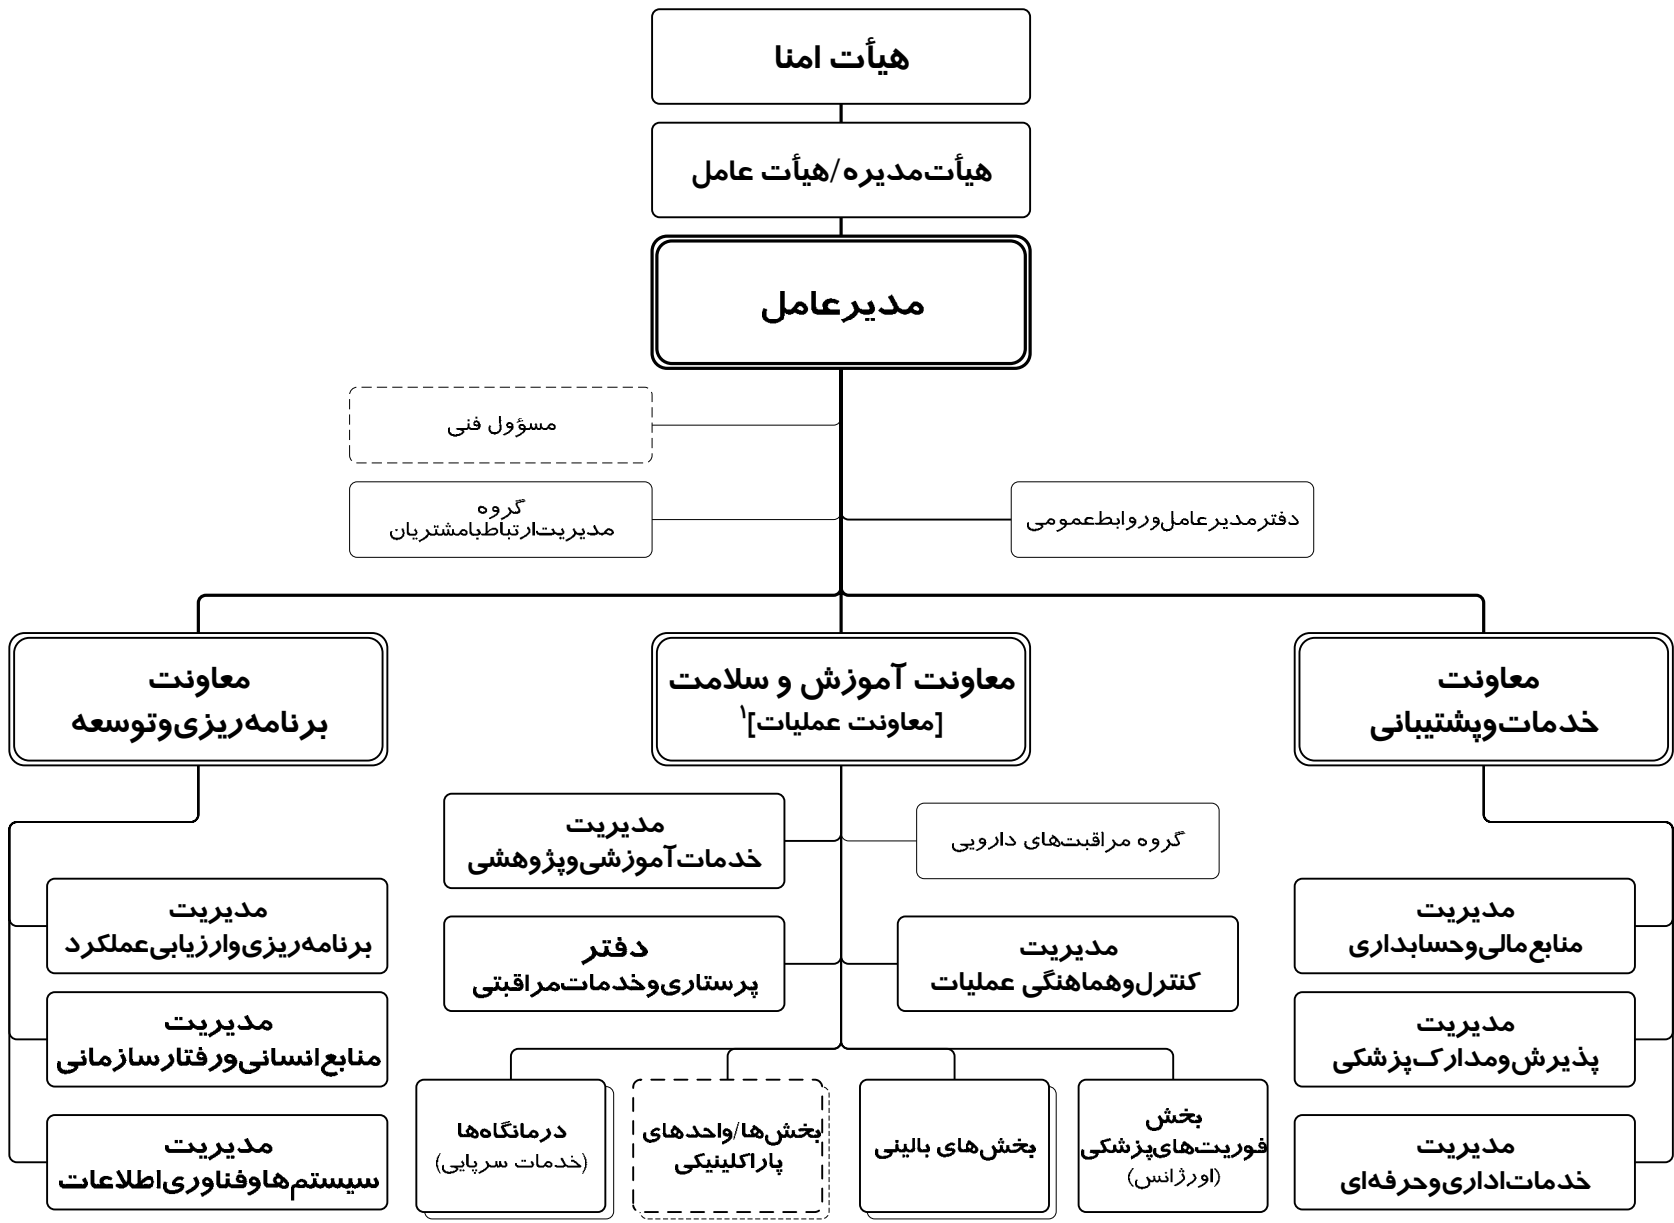 هیأت امنا
هیأت‌مدیره/هیأت عامل
مدیرعامل
مسؤول فنی
گروه
مدیریت‌ارتباط‌بامشتریان
دفترمدیرعامل‌وروابط‌عمومی
معاونت
خدمات‌وپشتیبانی
معاونت آموزش و سلامت
[معاونت عملیات]۱
معاونت
برنامه‌ریزی‌وتوسعه
گروه مراقبت‌های دارویی
مدیریت
خدمات‌آموزشی‌وپژوهشی
مدیریت
کنترل‌وهماهنگی عملیات
دفتر
پرستاری‌وخدمات‌مراقبتی
مدیریت
منابع‌مالی‌وحسابداری
مدیریت
پذیرش‌ومدارک‌پزشکی
مدیریت
خدمات‌اداری‌وحرفه‌ای
بخش
فوریت‌های‌پزشکی
(اورژانس)
بخش‌های بالینی
بخش‌ها/واحدهای
پاراکلینیکی
درمانگاه‌ها
(خدمات سرپایی)
مدیریت
برنامه‌ریزی‌وارزیابی‌عملکرد
مدیریت
منابع‌انسانی‌ورفتارسازمانی
مدیریت
سیستم‌هاوفناوری‌اطلاعات